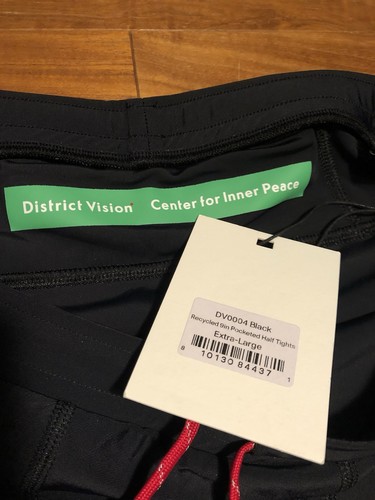 District Vision Center for Inner Peace
DV0004 Black
Recycled 9in Pocketed Half Tights
Extra-Large
8 10130 84437 1